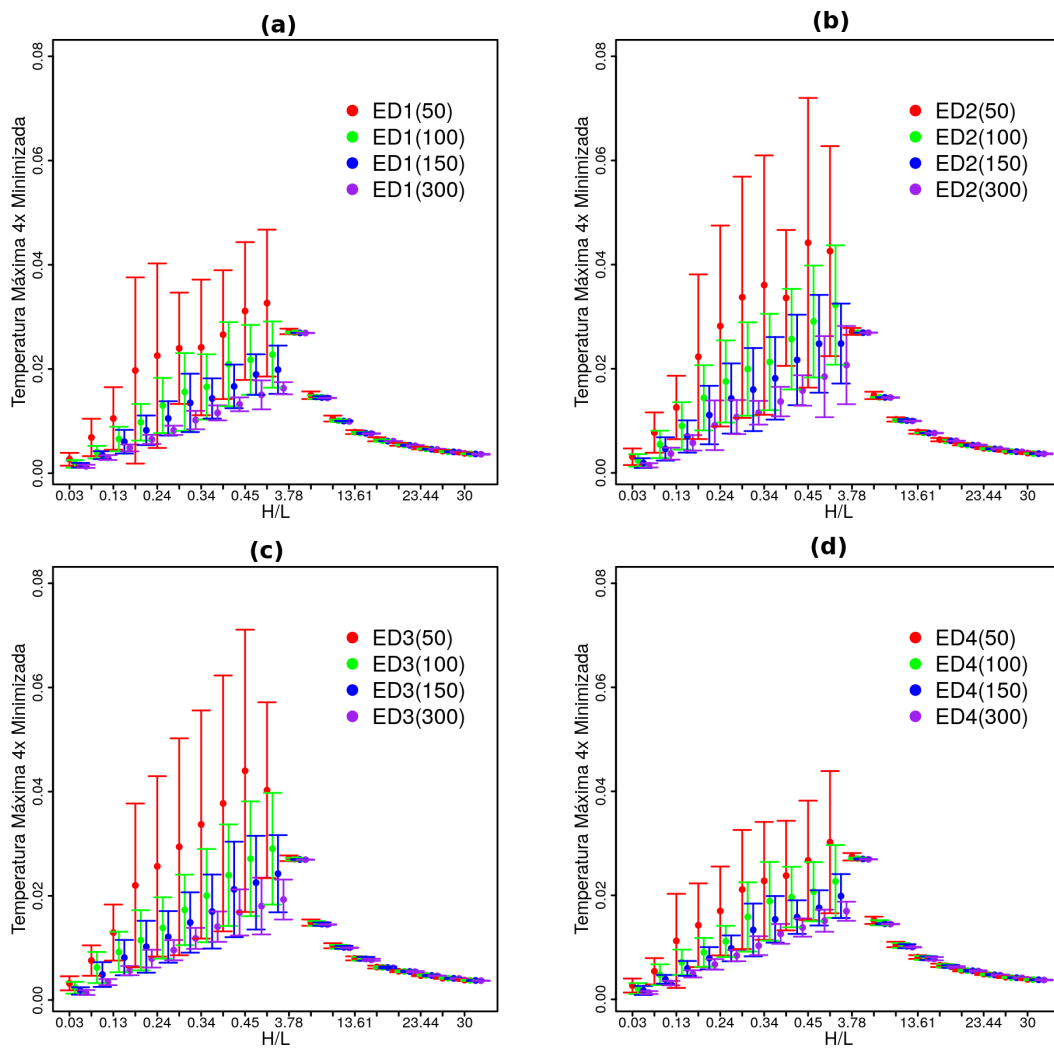 (a)
Temperatura Máxima 4x Minimizada
0.08
0.06
0.04
0.02
0.00
ED1(50)
ED1(100)
ED1(150)
ED1(300)
0.03 0.13 0.24 0.34 0.45 3.78 13.61 23.44 30
H/L
(b)
Temperatura Máxima 4x Minimizada
0.08
0.06
0.04
0.02
0.00
ED2(50)
ED2(100)
ED2(150)
ED2(300)
0.03 0.13 0.24 0.34 0.45 3.78 13.61 23.44 30
H/L
(c)
Temperatura Máxima 4x Minimizada
0.08
0.06
0.04
0.02
0.00
ED3(50)
ED3(100)
ED3(150)
ED3(300)
0.03 0.13 0.24 0.34 0.45 3.78 13.61 23.44 30
H/L
(d)
Temperatura Máxima 4x Minimizada
0.08
0.06
0.04
0.02
0.00
ED4(50)
ED4(100)
ED4(150)
ED4(300)
0.03 0.13 0.24 0.34 0.45 3.78 13.61 23.44 30
H/L